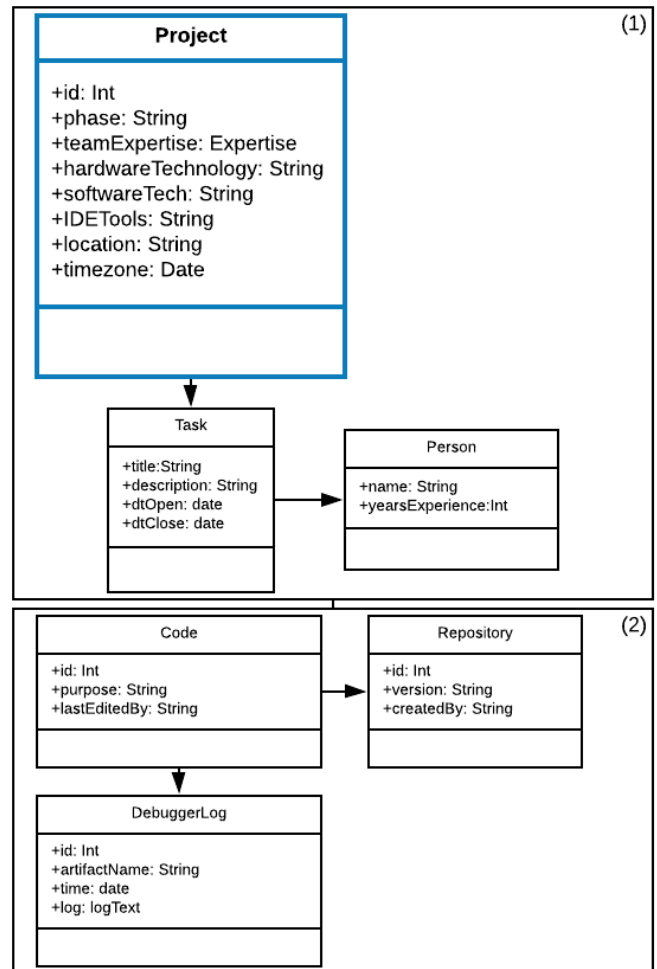 (1)
Project
+id: Int
+phase: String
+teamExpertise: Expertise
+hardwareTechnology: String
+softwareTech: String
+IDETools: String
+location: String
+timezone: Date
Task
+title:String
+description: String
+dtOpen: date
+dtClose: date
Person
+name: String
+yearsExperience:Int
(2)
Code
+id: Int
+purpose: String
+lastEditedBy: String
Repository
+id: Int
+version: String
+createdBy: String
DebuggerLog
+id: Int
+artifactName: String
+time: date
+log: logText